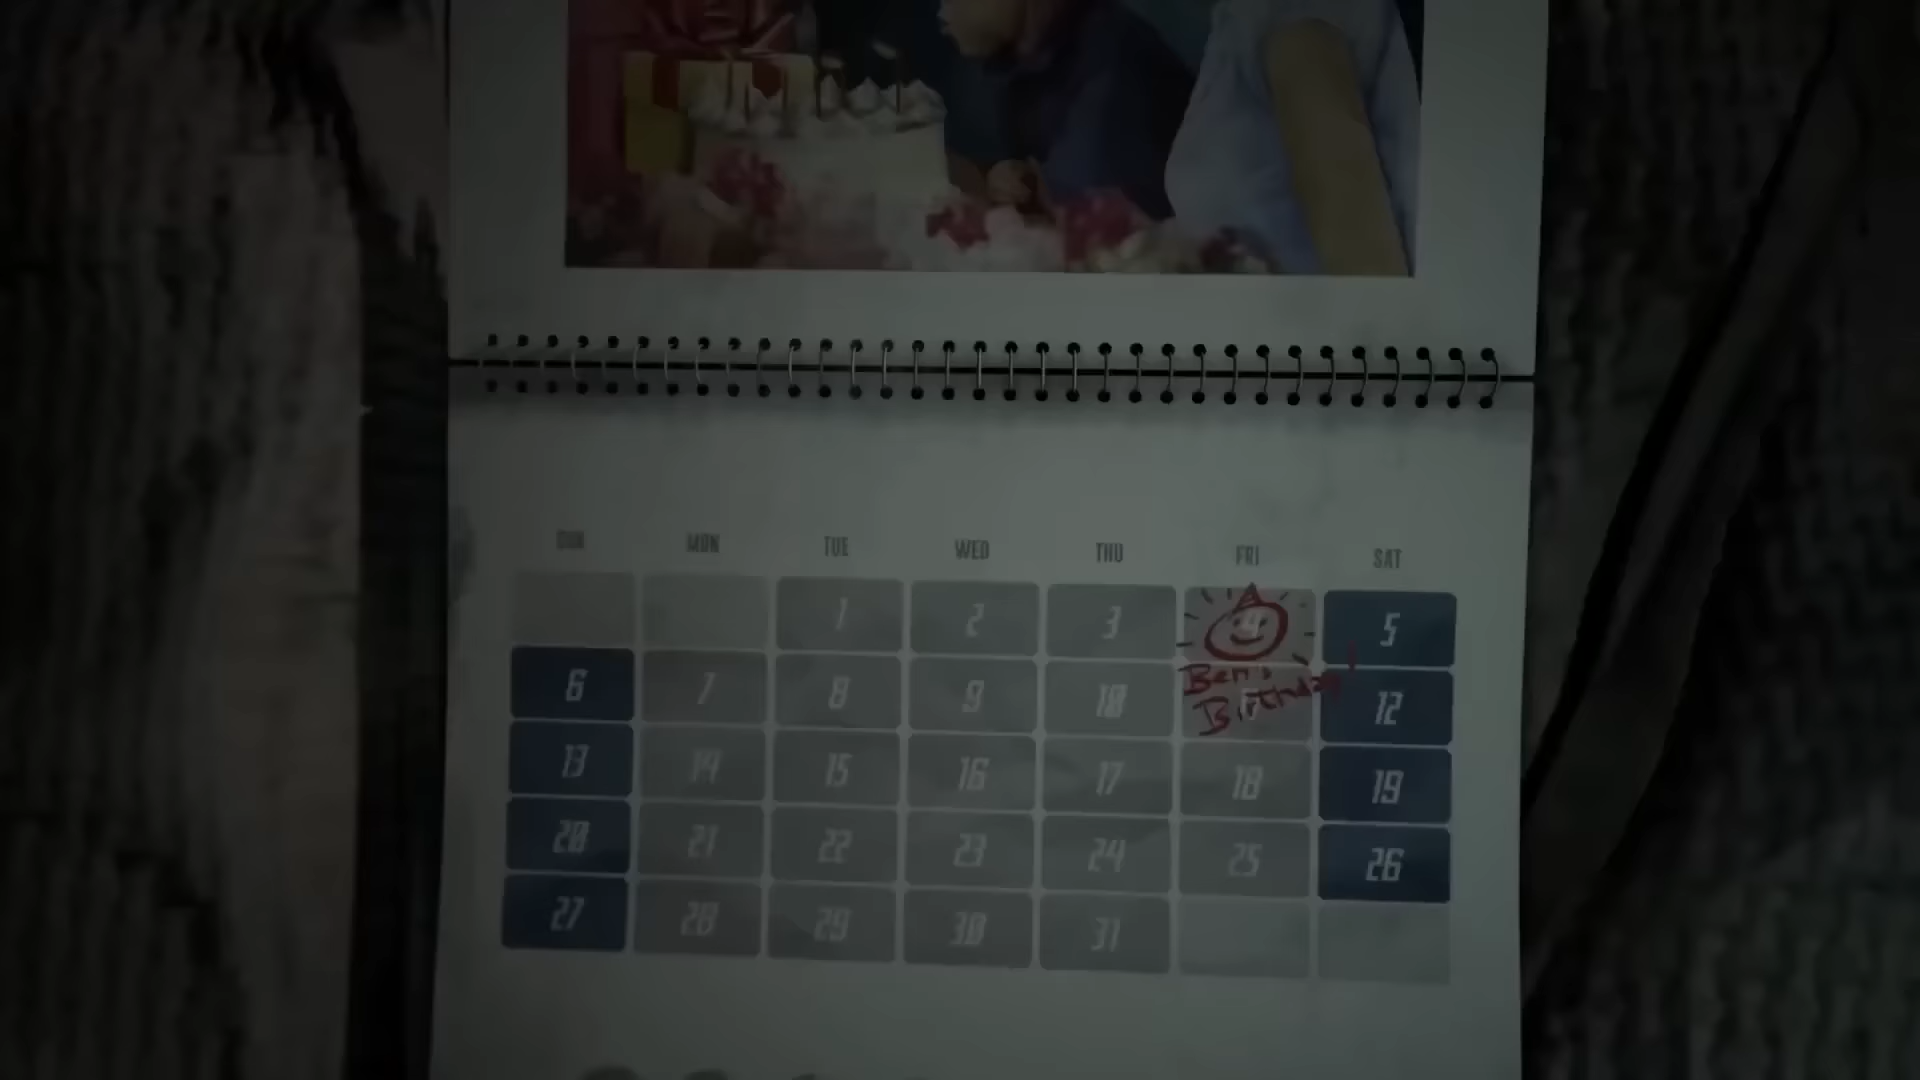 SUN MON TUE WED THU FRI SAT
1 2 3 4 5
6 7 8 9 10 11 12
13 14 15 16 17 18 19
20 21 22 23 24 25 26
27 28 29 30 31
Ben's
Birthday!